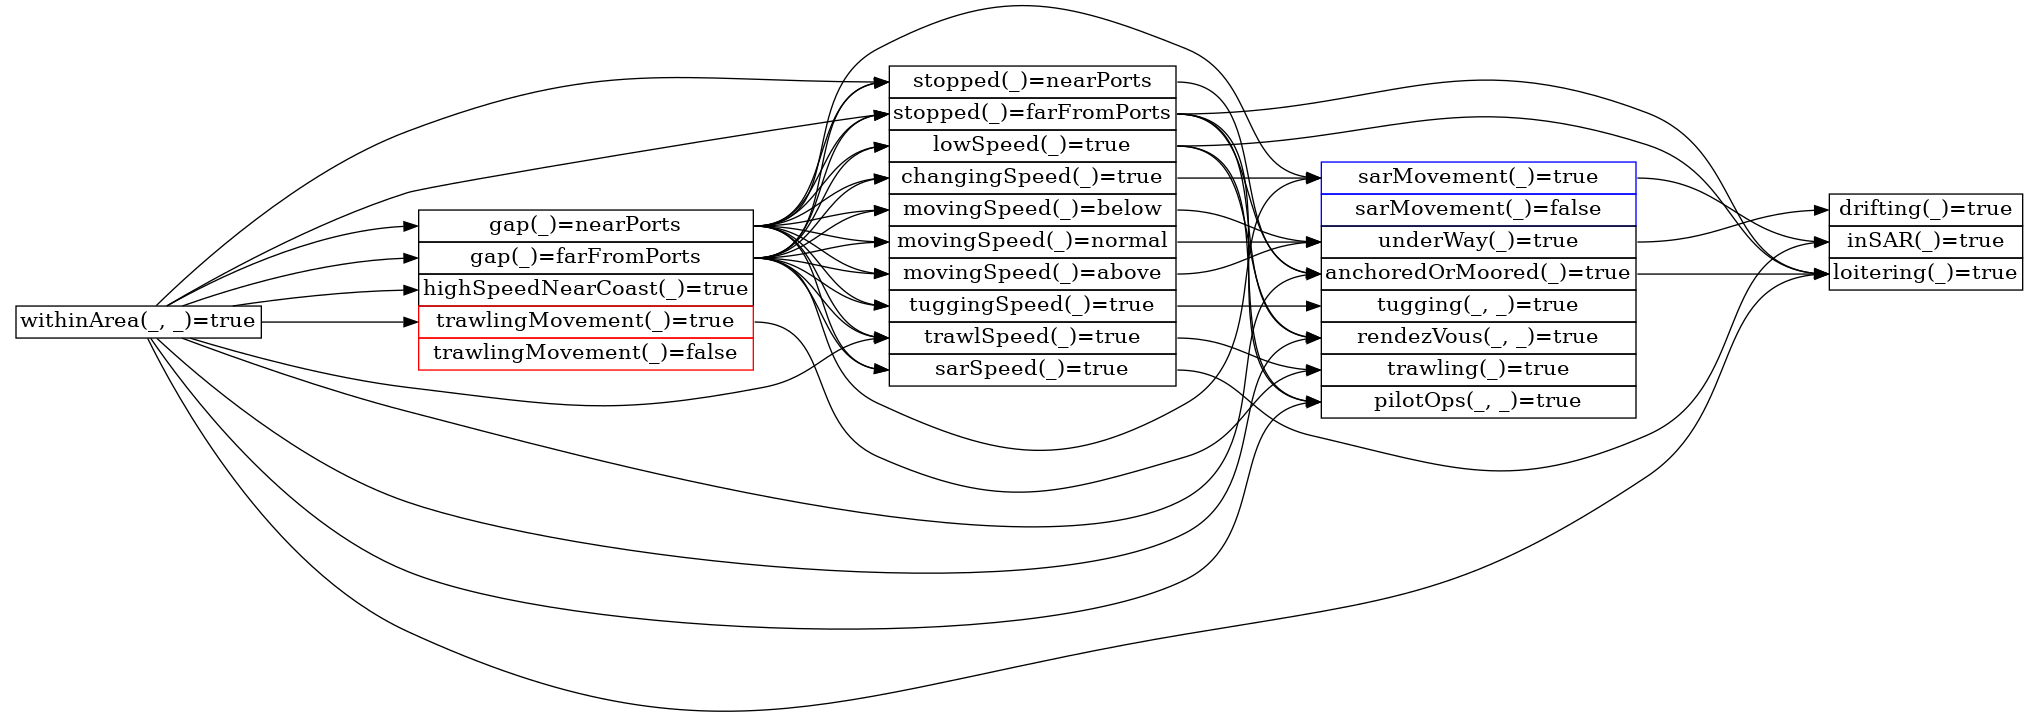 withinArea(_, _)=true
gap(_)=nearPorts
gap(_)=farFromPorts
highSpeedNearCoast(_)=true
trawlingMovement(_)=true
trawlingMovement(_)=false
stopped(_)=nearPorts
stopped(_)=farFromPorts
lowSpeed(_)=true
changingSpeed(_)=true
movingSpeed(_)=below
movingSpeed(_)=normal
movingSpeed(_)=above
tuggingSpeed(_)=true
trawlSpeed(_)=true
sarSpeed(_)=true
sarMovement(_)=true
sarMovement(_)=false
underWay(_)=true
anchoredOrMoored(_)=true
tugging(_, _)=true
rendezVous(_, _)=true
trawling(_)=true
pilotOps(_, _)=true
drifting(_)=true
inSAR(_)=true
loitering(_)=true